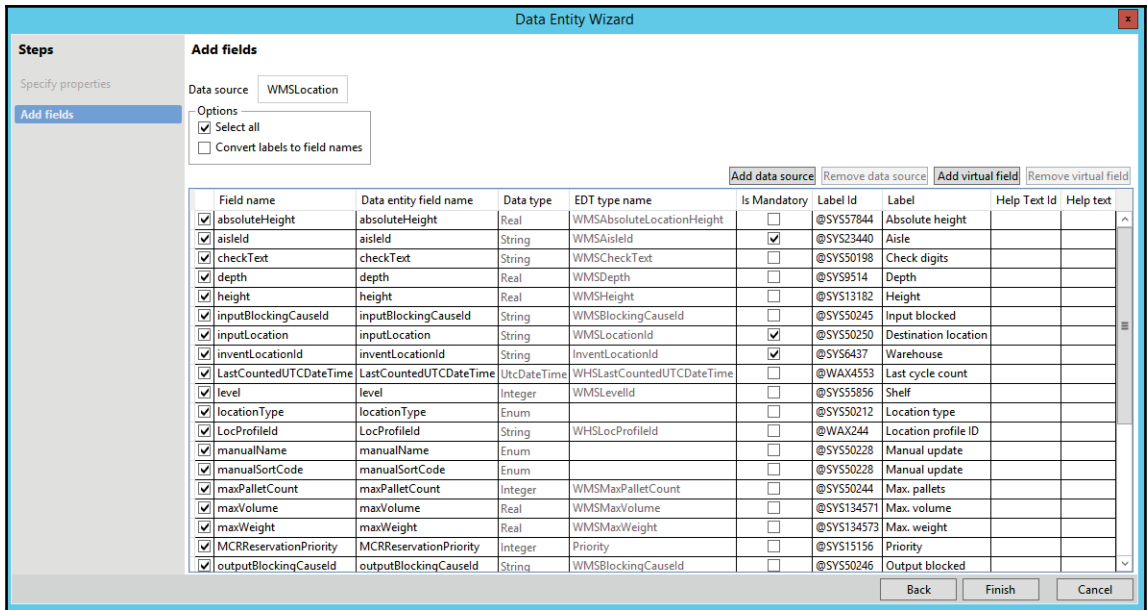 Data Entity Wizard
x
Steps
Add fields
Specify properties
Add fields
Data source WMSLocation
Options
Select all
Convert labels to field names
Add data source Remove data source Add virtual field Remove virtual field
Field name Data entity field name Data type EDT type name Is Mandatory Label Id Label Help Text Id Help text
absoluteHeight absoluteHeight Real WMSAbsoluteLocationHeight @SYS57844 Absolute height
aisleId aisleId String WMSAisleId @SYS23440 Aisle
checkText checkText String WMSCheckText @SYS50198 Check digits
depth depth Real WMSDepth @SYS9514 Depth
height height Real WMSHeight @SYS13182 Height
inputBlockingCauseId inputBlockingCauseId String WMSBlockingCauseId @SYS50245 Input blocked
inputLocation inputLocation String WMSLocationId @SYS50250 Destination location
inventLocationId inventLocationId String InventLocationId @SYS6437 Warehouse
LastCountedUTCDateTime LastCountedUTCDateTime UtcDateTime WHSLastCountedUTCDateTime @WAX4553 Last cycle count
level level Integer WMSLevelId @SYS55856 Shelf
locationType locationType Enum @SYS50212 Location type
LocProfileId LocProfileId String WHSLocProfileId @WAX244 Location profile ID
manualName manualName Enum @SYS50228 Manual update
manualSortCode manualSortCode Enum @SYS50228 Manual update
maxPalletCount maxPalletCount Integer WMSMaxPalletCount @SYS50244 Max. pallets
maxVolume maxVolume Real WMSMaxVolume @SYS134571 Max. volume
maxWeight maxWeight Real WMSMaxWeight @SYS134573 Max. weight
MCRReservationPriority MCRReservationPriority Integer Priority @SYS15156 Priority
outputBlockingCauseId outputBlockingCauseId String WMSBlockingCauseId @SYS50246 Output blocked
Back Finish Cancel